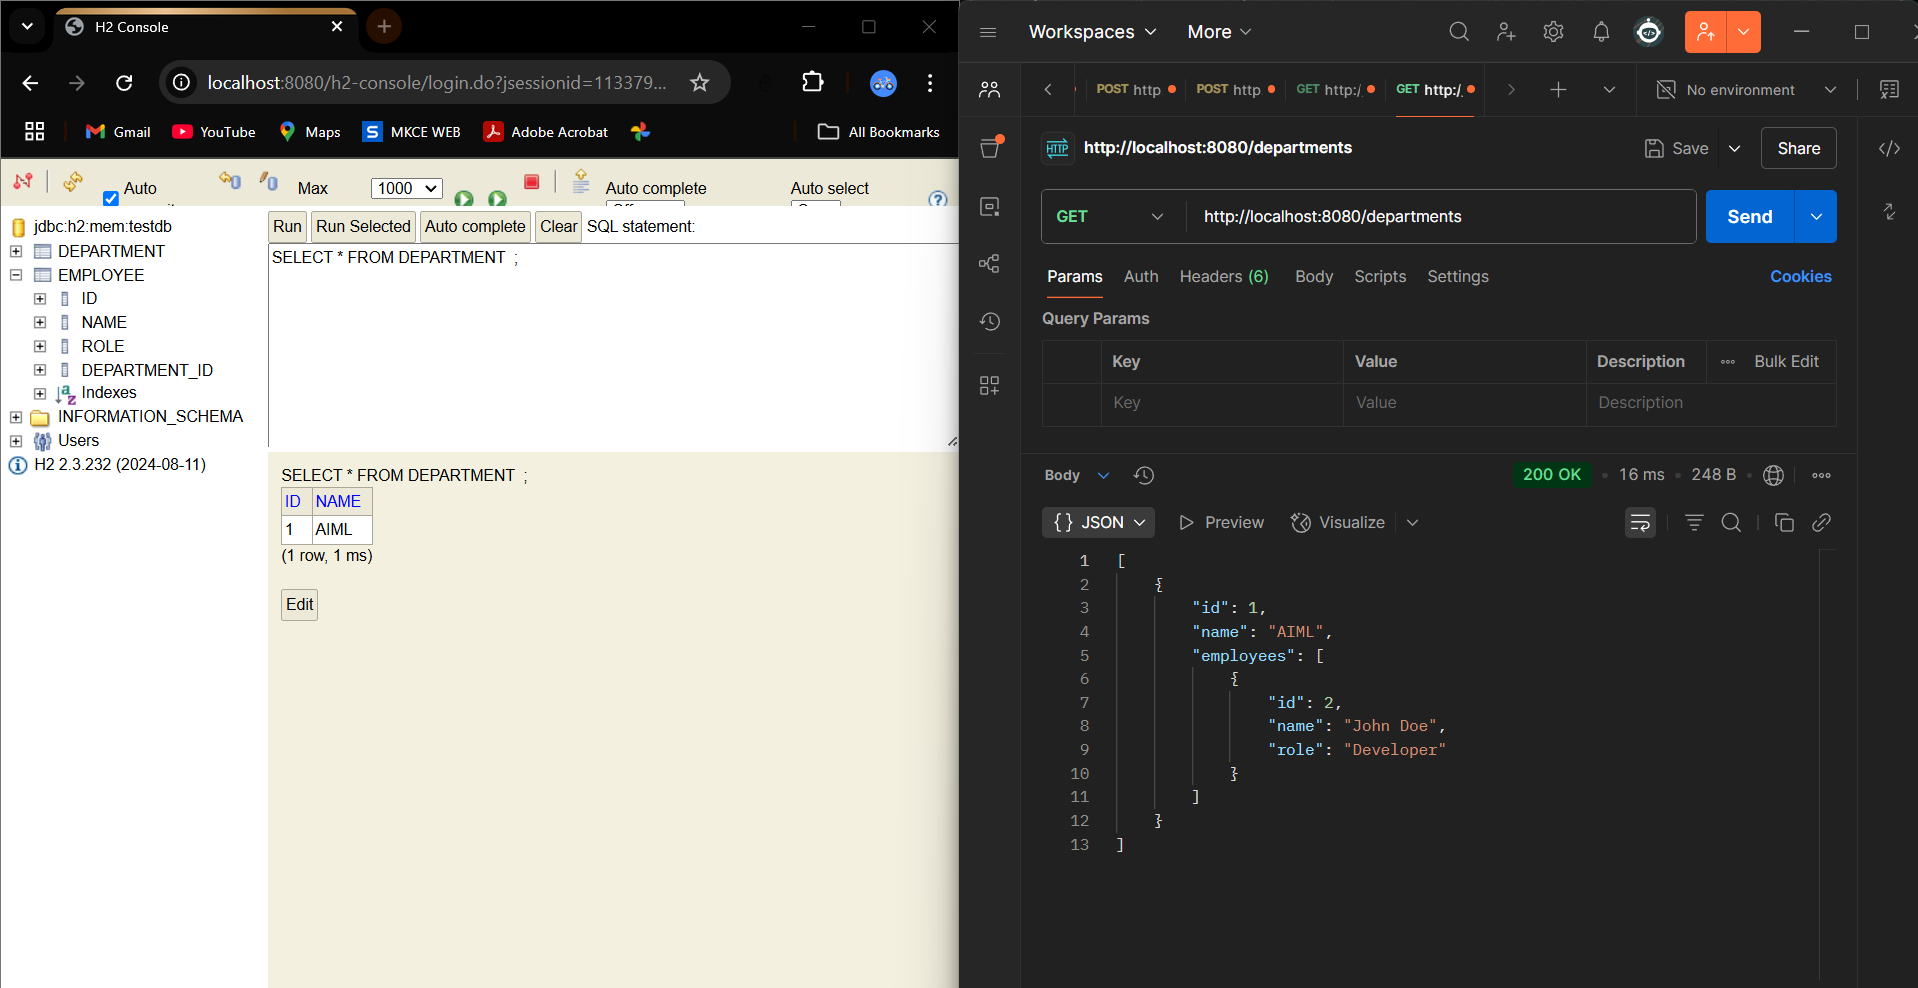 H2 Console
localhost:8080/h2-console/login.do?jsessionid=113379...
Gmail
YouTube
Maps
S
MKCE WEB
Adobe Acrobat
All Bookmarks
Auto
Max
1000
Auto complete
Auto select
jdbc:h2:mem:testdb
DEPARTMENT
EMPLOYEE
ID
NAME
ROLE
DEPARTMENT_ID
Indexes
INFORMATION_SCHEMA
Users
H2 2.3.232 (2024-08-11)
Run Run Selected Auto complete Clear SQL statement:
SELECT * FROM DEPARTMENT ;
SELECT * FROM DEPARTMENT ;
ID NAME
1 AIML
(1 row, 1 ms)
Edit
Workspaces
More
POST http
POST http
GET http:/.
GET http:/.
No environment
HTTP
http://localhost:8080/departments
Save
Share
GET
http://localhost:8080/departments
Send
Params Auth Headers (6) Body Scripts Settings Cookies
Query Params
Key Value Description Bulk Edit
Key Value Description
Body
200 OK
16 ms
248 B
{} JSON
Preview
Visualize
1 [
2 {
3 "id": 1,
4 "name": "AIML",
5 "employees": [
6 {
7 "id": 2,
8 "name": "John Doe",
9 "role": "Developer"
10 }
11 ]
12 }
13 ]